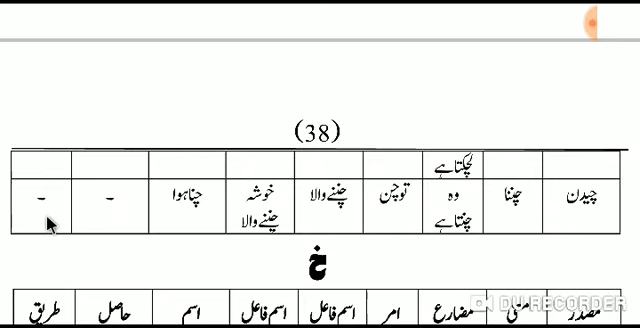 (38)
لچکتا ہے
چیدن چننا وہ چنتا ہے تو چن چننے والا خوشہ چننے والا چنا ہوا - -
خ
مصدر معنی مضارع امر اسم فاعل اسم فاعل اسم حاصل طریق
DU RECORDER